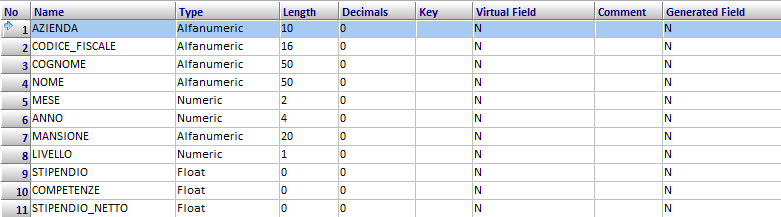 No Name Type Length Decimals Key Virtual Field Comment Generated Field
1 AZIENDA Alfanumeric 10 0 N N
2 CODICE_FISCALE Alfanumeric 16 0 N N
3 COGNOME Alfanumeric 50 0 N N
4 NOME Alfanumeric 50 0 N N
5 MESE Numeric 2 0 N N
6 ANNO Numeric 4 0 N N
7 MANSIONE Alfanumeric 20 0 N N
8 LIVELLO Numeric 1 0 N N
9 STIPENDIO Float 0 0 N N
10 COMPETENZE Float 0 0 N N
11 STIPENDIO_NETTO Float 0 0 N N